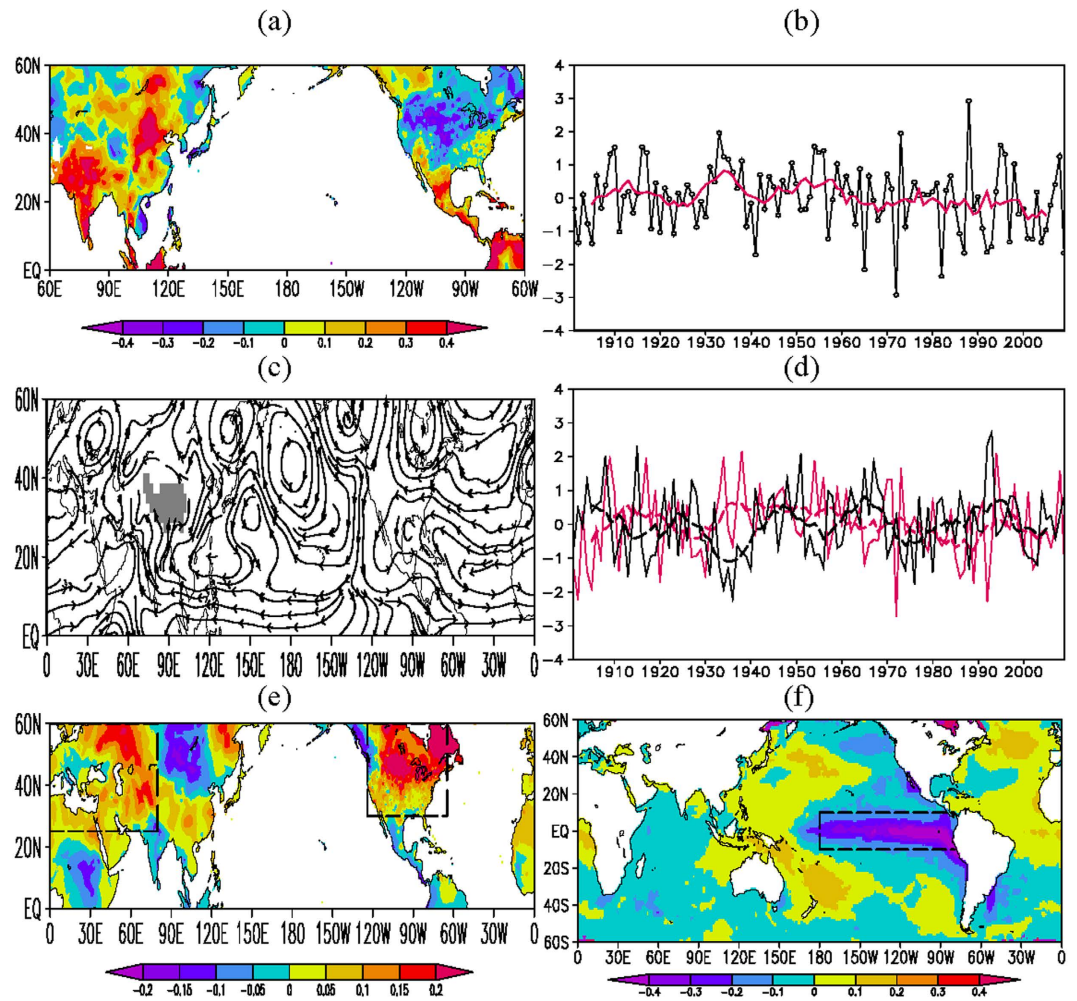 (a)
60N
40N
20N
EQ
60E 90E 120E 150E 180 150W 120W 90W 60W
-0.4 -0.3 -0.2 -0.1 0 0.1 0.2 0.3 0.4
(b)
4
3
2
1
0
-1
-2
-3
-4
1910 1920 1930 1940 1950 1960 1970 1980 1990 2000
(c)
60N
40N
20N
EQ
0 30E 60E 90E 120E 150E 180 150W 120W 90W 60W 30W 0
(d)
4
3
2
1
0
-1
-2
-3
-4
1910 1920 1930 1940 1950 1960 1970 1980 1990 2000
(e)
60N
40N
20N
EQ
0 30E 60E 90E 120E 150E 180 150W 120W 90W 60W 30W 0
-0.2 -0.15 -0.1 -0.05 0 0.05 0.1 0.15 0.2
(f)
60N
40N
20N
EQ
20S
40S
60S
0 30E 60E 90E 120E 150E 180 150W 120W 90W 60W 30W 0
-0.4 -0.3 -0.2 -0.1 0 0.1 0.2 0.3 0.4